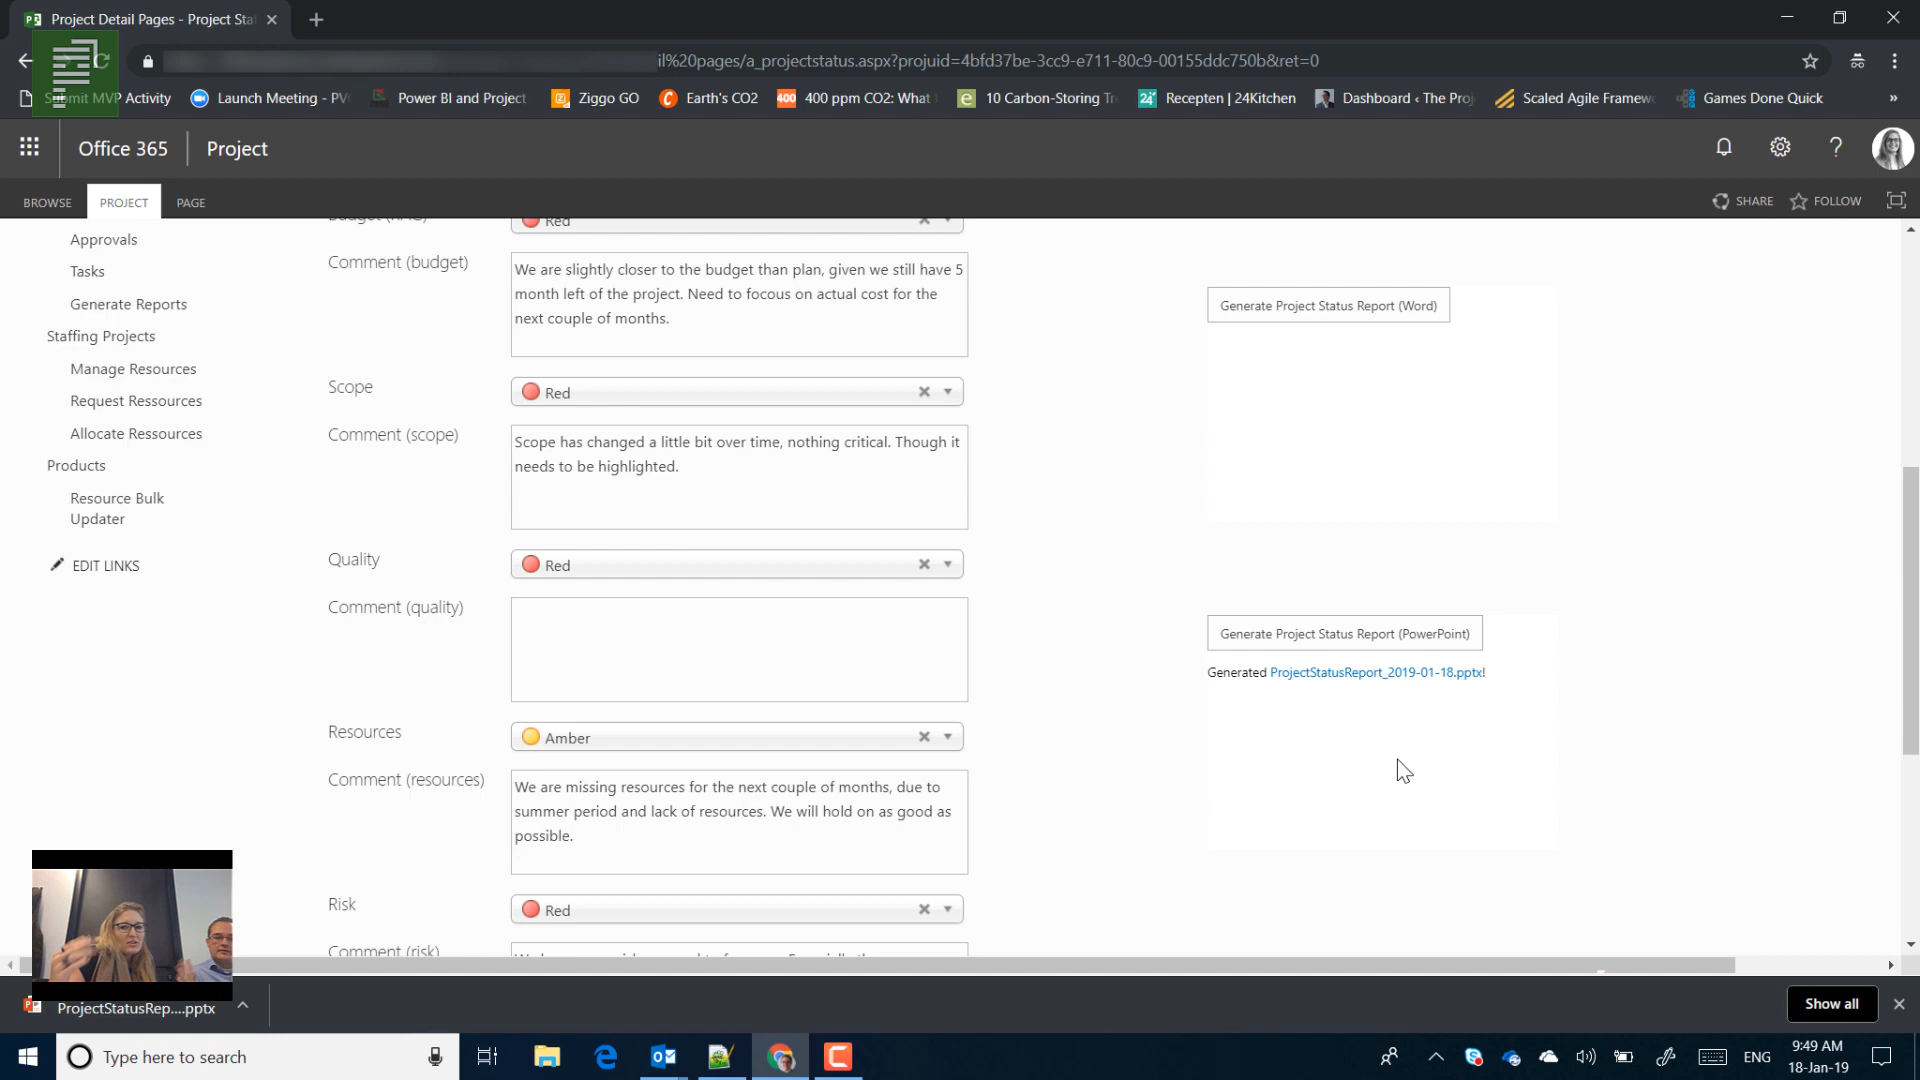 Project Detail Pages - Project Sta
il%20pages/a_projectstatus.aspx?projuid=4bfd37be-3cc9-e711-80c9-00155ddc750b&ret=0
Submit MVP Activity
Launch Meeting - PV
Power BI and Project
Ziggo GO
Earth's CO2
400 ppm CO2: What
10 Carbon-Storing Tr
Recepten | 24Kitchen
Dashboard ‹ The Proj
Scaled Agile Framew
Games Done Quick
»
Office 365
Project
BROWSE
PROJECT
PAGE
SHARE
FOLLOW
Approvals
Tasks
Generate Reports
Staffing Projects
Manage Resources
Request Ressources
Allocate Ressources
Products
Resource Bulk
Updater
EDIT LINKS
Red
Comment (budget)
We are slightly closer to the budget than plan, given we still have 5
month left of the project. Need to focous on actual cost for the
next couple of months.
Scope
Red
Comment (scope)
Scope has changed a little bit over time, nothing critical. Though it
needs to be highlighted.
Quality
Red
Comment (quality)
Resources
Amber
Comment (resources)
We are missing resources for the next couple of months, due to
summer period and lack of resources. We will hold on as good as
possible.
Risk
Red
Comment (risk)
Generate Project Status Report (Word)
Generate Project Status Report (PowerPoint)
Generated ProjectStatusReport_2019-01-18.pptx!
ProjectStatusRep....pptx
Show all
Type here to search
ENG
9:49 AM
18-Jan-19